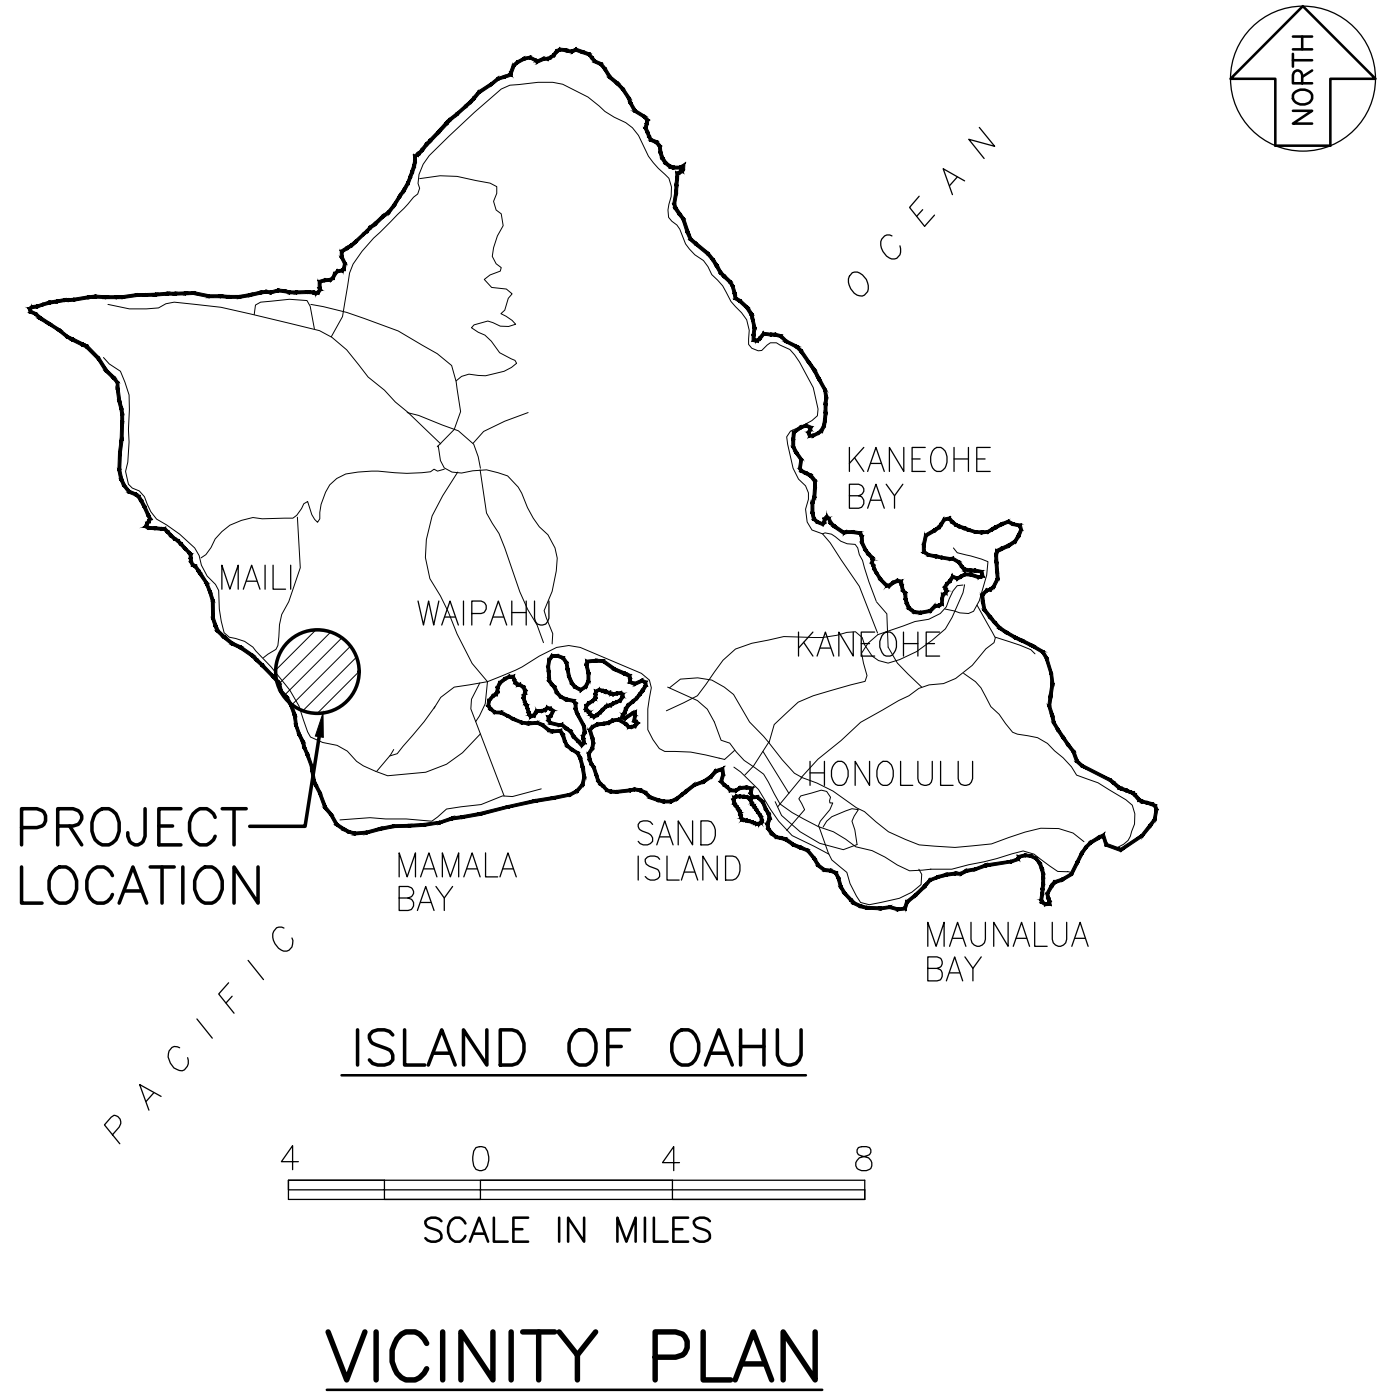 NORTH
OCEAN
KANEOHE
BAY
MAILI
WAIPAHU
KANEOHE
HONOLULU
PROJECT
LOCATION
SAND
ISLAND
MAMALA
BAY
MAUNALUA
BAY
PACIFIC
ISLAND OF OAHU
4 0 4 8
SCALE IN MILES
VICINITY PLAN